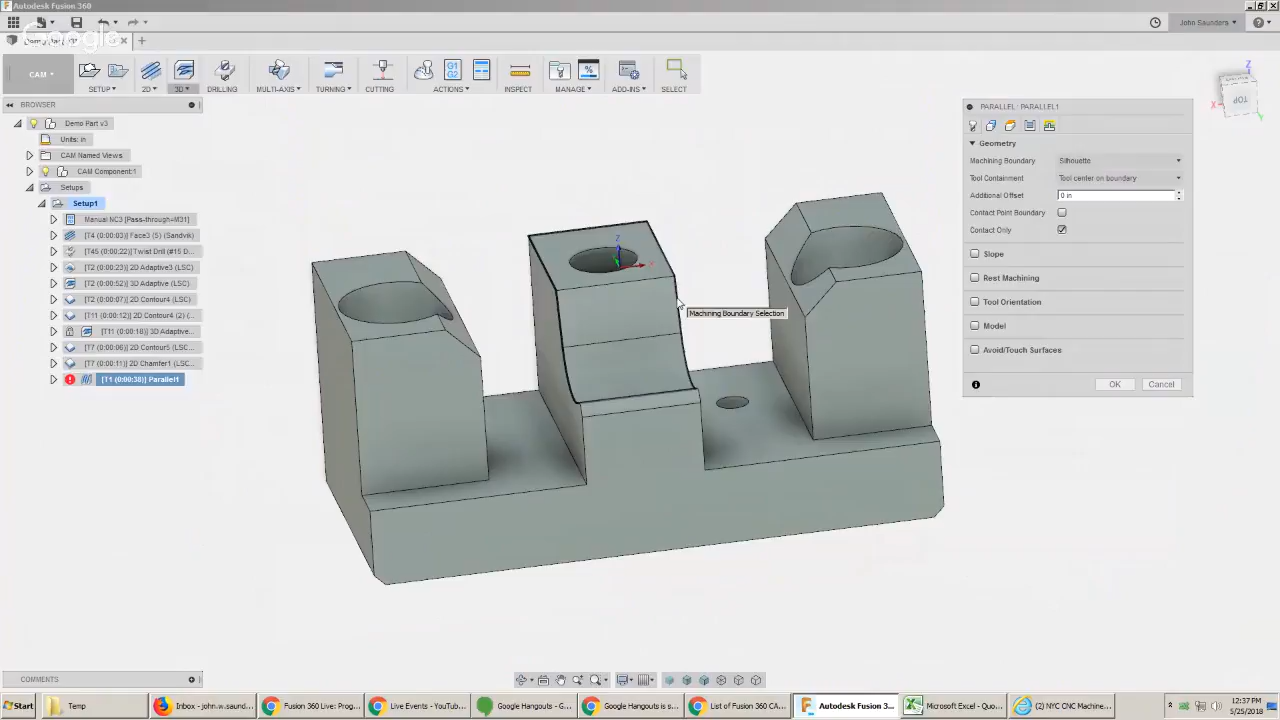 Autodesk Fusion 360
John Saunders
Google
CAM
SETUP
2D
3D
DRILLING
MULTI-AXIS
TURNING
CUTTING
G1
G2
ACTIONS
INSPECT
MANAGE
ADD-INS
SELECT
Z
TOP
X
Y
BROWSER
Demo Part v3
Units: in
CAM Named Views
CAM Component:1
Setups
Setup1
Manual NC3 [Pass-through=M31]
[T4 (0:00:03)] Face3 (5) (Sandvik)
[T45 (0:00:22)] Twist Drill (#15 D...
[T2 (0:00:23)] 2D Adaptive3 (LSC)
[T2 (0:00:52)] 3D Adaptive (LSC)
[T2 (0:00:07)] 2D Contour4 (LSC)
[T11 (0:00:12)] 2D Contour4 (2) (...
[T11 (0:00:18)] 3D Adaptive...
[T7 (0:00:06)] 2D Contour5 (LSC)
[T7 (0:00:11)] 2D Chamfer1 (LSC...
[T1 (0:09:38)] Parallel1
Z
X
Machining Boundary Selection
PARALLEL : PARALLEL1
Geometry
Machining Boundary Silhouette
Tool Containment Tool center on boundary
Additional Offset 0 in
Contact Point Boundary
Contact Only
Slope
Rest Machining
Tool Orientation
Model
Avoid/Touch Surfaces
OK Cancel
COMMENTS
Start
Temp
Inbox - john.w.saund...
Fusion 360 Live: Prog...
Live Events - YouTub...
Google Hangouts - G...
Google Hangouts is s...
List of Fusion 360 CA...
Autodesk Fusion 3...
Microsoft Excel - Quo...
(2) NYC CNC Machine...
12:37 PM
5/25/2018